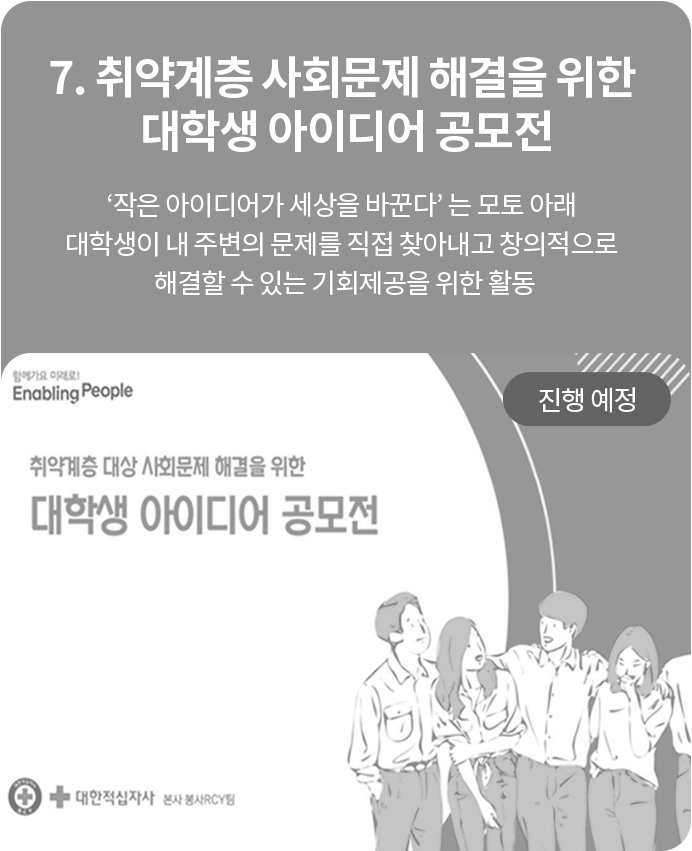 7. 취약계층 사회문제 해결을 위한
대학생 아이디어 공모전
‘작은 아이디어가 세상을 바꾼다’ 는 모토 아래
대학생이 내 주변의 문제를 직접 찾아내고 창의적으로
해결할 수 있는 기회제공을 위한 활동
함께가요 미래로!
Enabling People
진행 예정
취약계층 대상 사회문제 해결을 위한
대학생 아이디어 공모전
대한적십자사 본사 봉사RCY팀